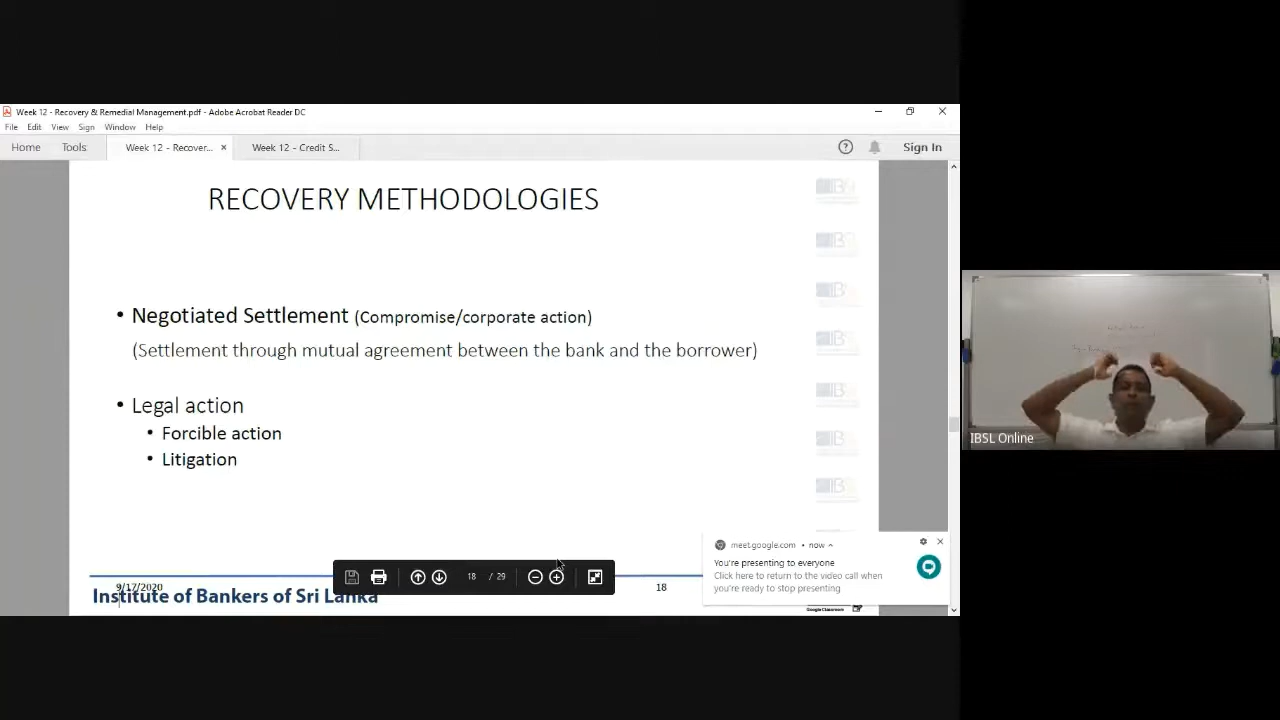 Week 12 - Recovery & Remedial Management.pdf - Adobe Acrobat Reader DC
File Edit View Sign Window Help
Home Tools Week 12 - Recover... × Week 12 - Credit S... Sign In
RECOVERY METHODOLOGIES
• Negotiated Settlement (Compromise/corporate action)
(Settlement through mutual agreement between the bank and the borrower)
• Legal action
• Forcible action
• Litigation
IBSL Online
meet.google.com • now
You're presenting to everyone
Click here to return to the video call when
you're ready to stop presenting
18 / 29
9/17/2020
18
Institute of Bankers of Sri Lanka
Google Classroom